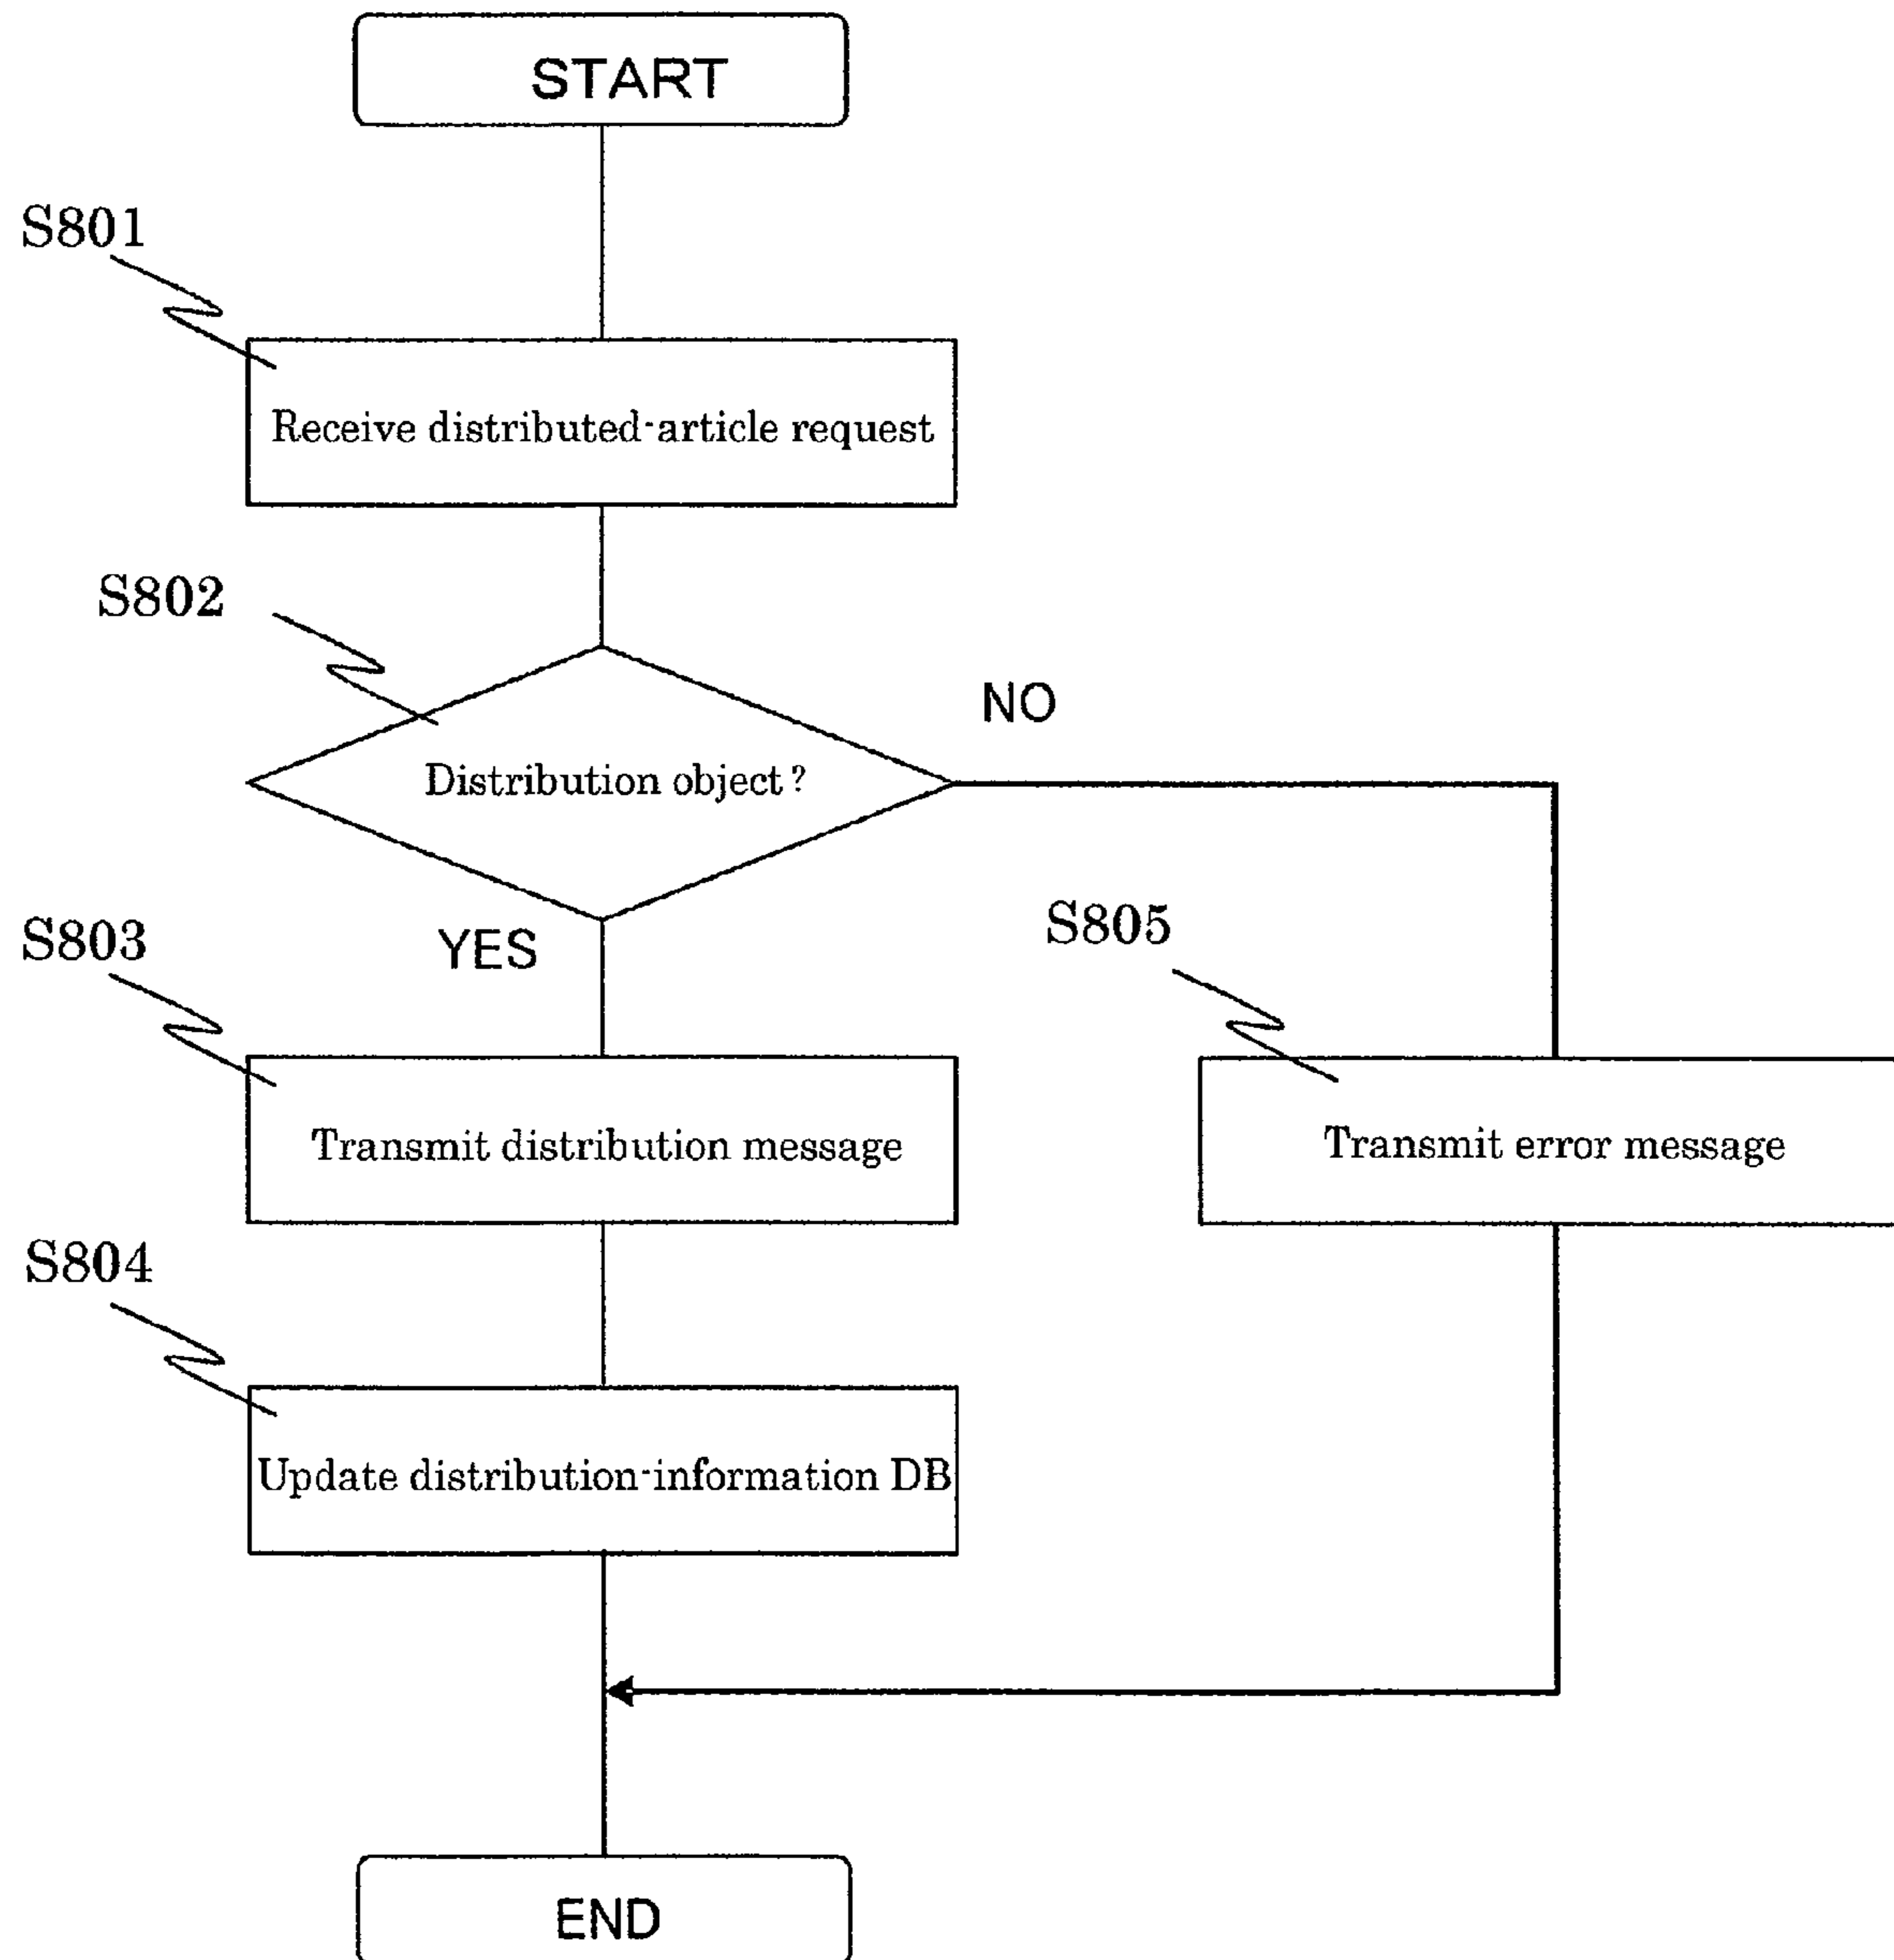 START
S801
Receive distributed-article request
S802
NO
Distribution object?
YES
S803
S805
Transmit distribution message
Transmit error message
S804
Update distribution-information DB
END